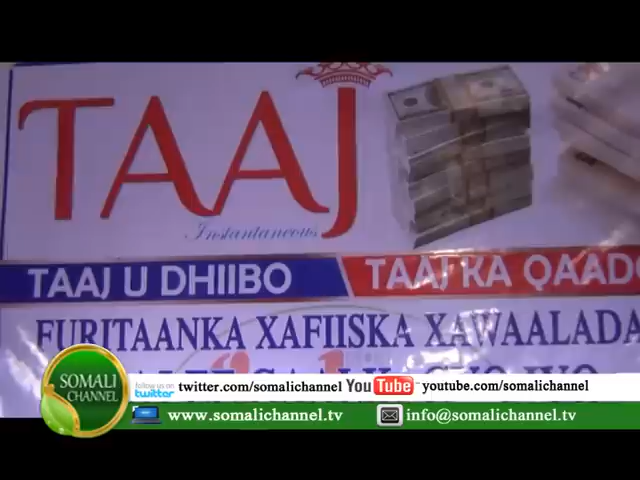 TAAJ
Instantaneous
TAAJ U DHIIBO TAAJ KA QAADO
FURITAANKA XAFIISKA XAWAALADA
SOMALI
CHANNEL
follow us on
twitter
twitter.com/somalichannel YouTube - youtube.com/somalichannel
www.somalichannel.tv info@somalichannel.tv